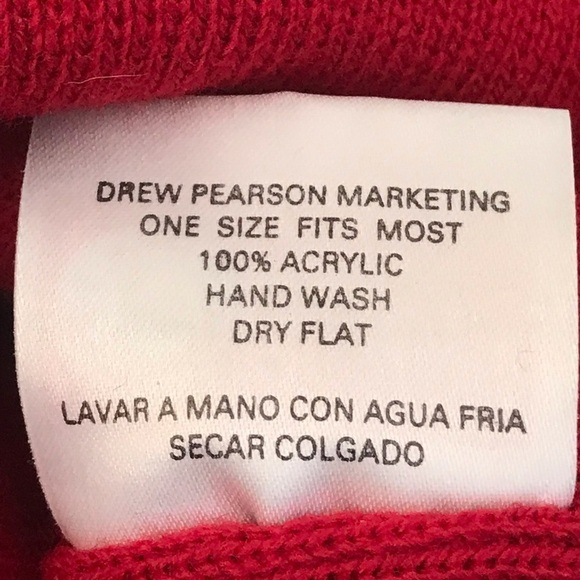 DREW PEARSON MARKETING
ONE SIZE FITS MOST
100% ACRYLIC
HAND WASH
DRY FLAT
LAVAR A MANO CON AGUA FRIA
SECAR COLGADO